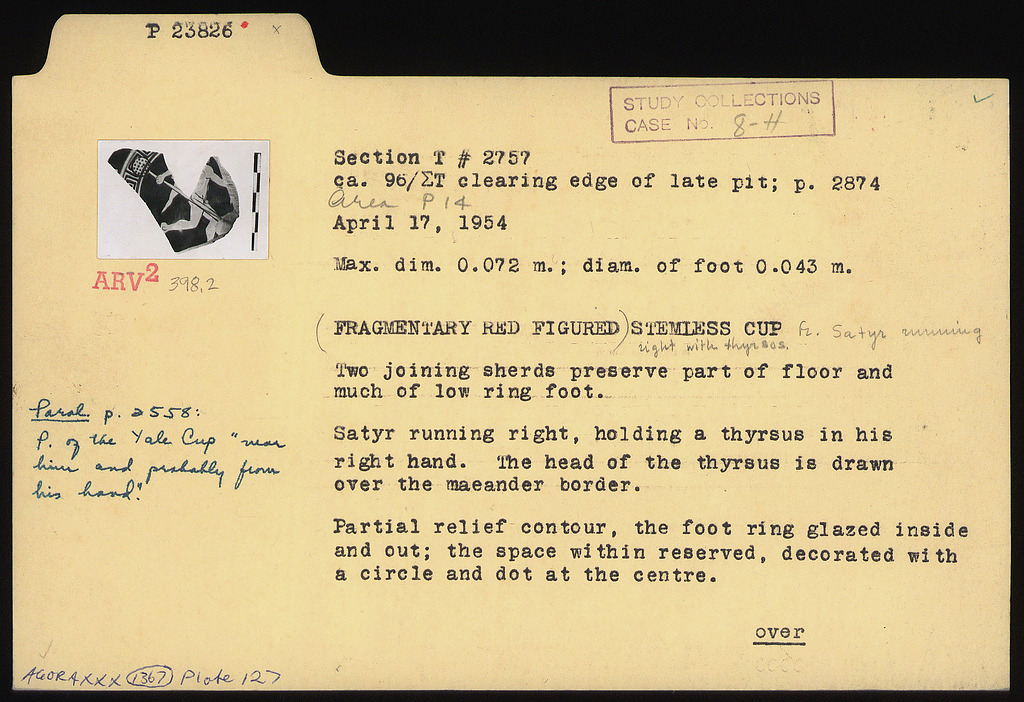 P 23826 x
STUDY COLLECTIONS
CASE No. 8-H
Section T # 2757
ca. 96/ΣT clearing edge of late pit; p. 2874
Area P 14
April 17, 1954
Max. dim. 0.072 m.; diam. of foot 0.043 m.
ARV² 398,2
(FRAGMENTARY RED FIGURED) STEMLESS CUP fr. Satyr running
right with thyrsos.
Two joining sherds preserve part of floor and
much of low ring foot.
Satyr running right, holding a thyrsus in his
right hand. The head of the thyrsus is drawn
over the maeander border.
Partial relief contour, the foot ring glazed inside
and out; the space within reserved, decorated with
a circle and dot at the centre.
over
Paral. p. 2558:
P. of the Yale Cup "near
him and probably from
his hand."
AGORA XXX 1367 Plate 127